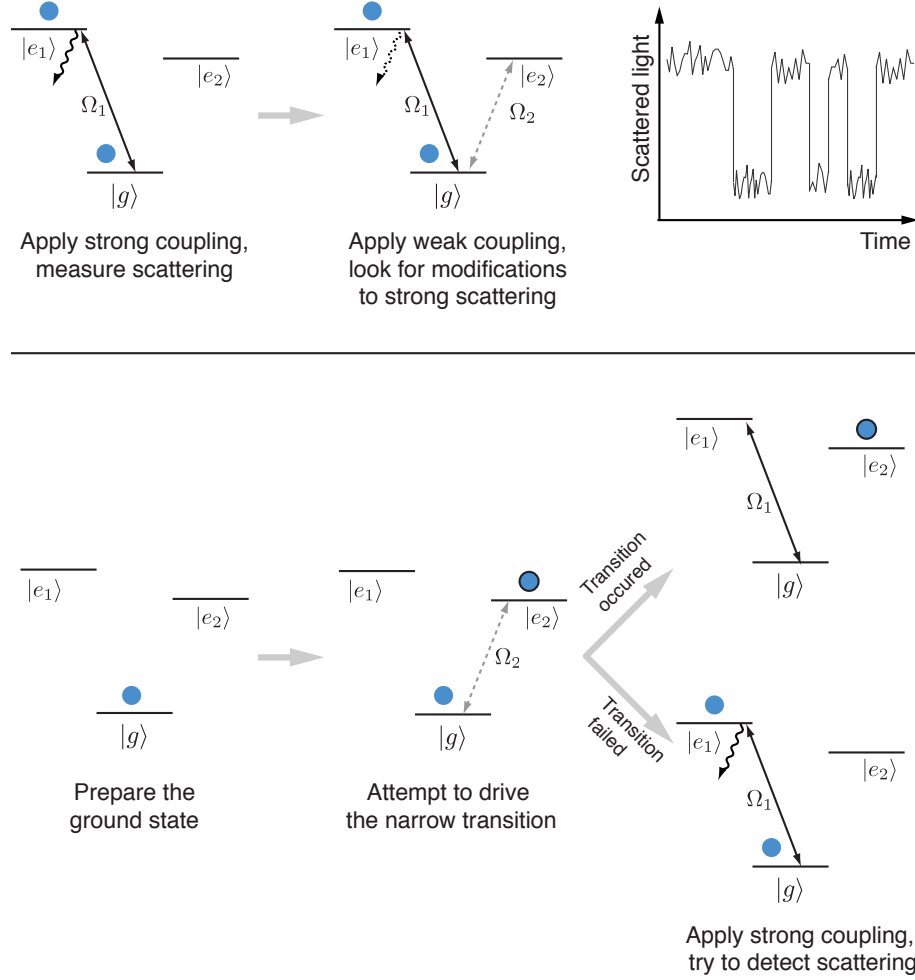 |e₁⟩
Ω₁
|g⟩
|e₂⟩
Apply strong coupling,
measure scattering
|e₁⟩
Ω₁
|g⟩
|e₂⟩
Ω₂
Apply weak coupling,
look for modifications
to strong scattering
Scattered light
Time
|e₁⟩
|e₂⟩
|g⟩
Prepare the
ground state
|e₁⟩
|e₂⟩
Ω₂
|g⟩
Attempt to drive
the narrow transition
Transition
occured
Transition
failed
|e₁⟩
|e₂⟩
Ω₁
|g⟩
|e₁⟩
|e₂⟩
Ω₁
|g⟩
Apply strong coupling,
try to detect scattering